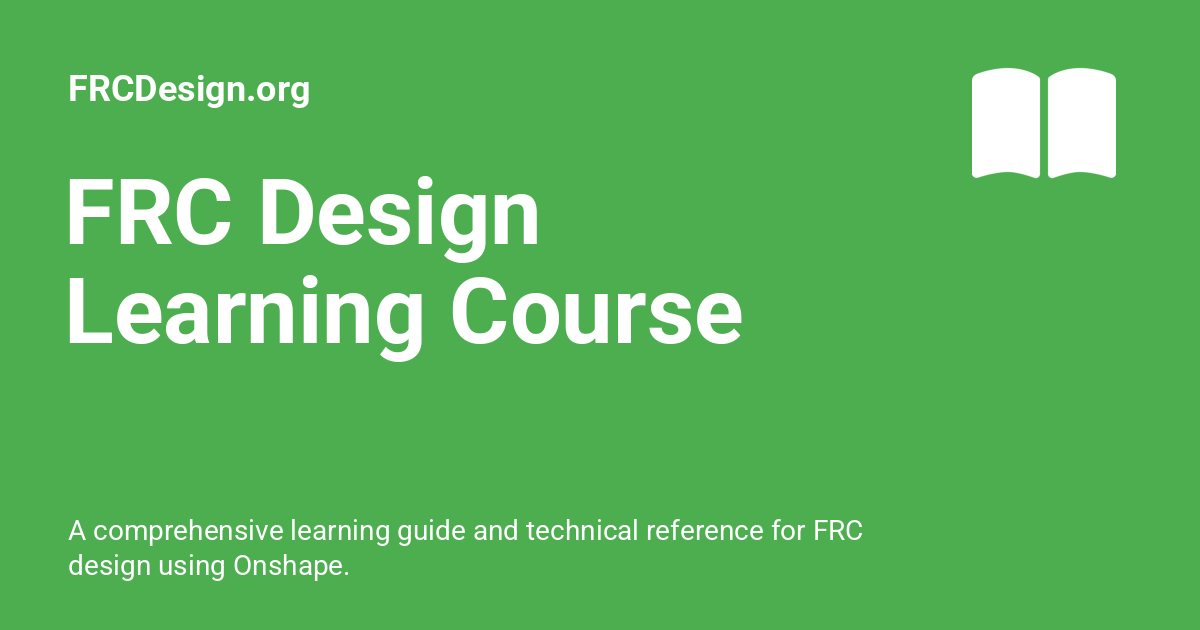 FRCDesign.org
FRC Design
Learning Course
A comprehensive learning guide and technical reference for FRC
design using Onshape.